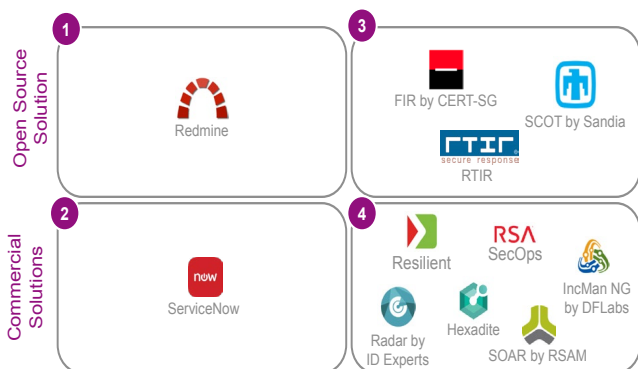 1
Open Source
Solution
Redmine
3
FIR by CERT-SG
SCOT by Sandia
RTIR
secure response
RTIR
2
Commercial
Solutions
now
ServiceNow
4
Resilient
RSA
SecOps
IncMan NG
by DFLabs
Radar by
ID Experts
Hexadite
SOAR by RSAM